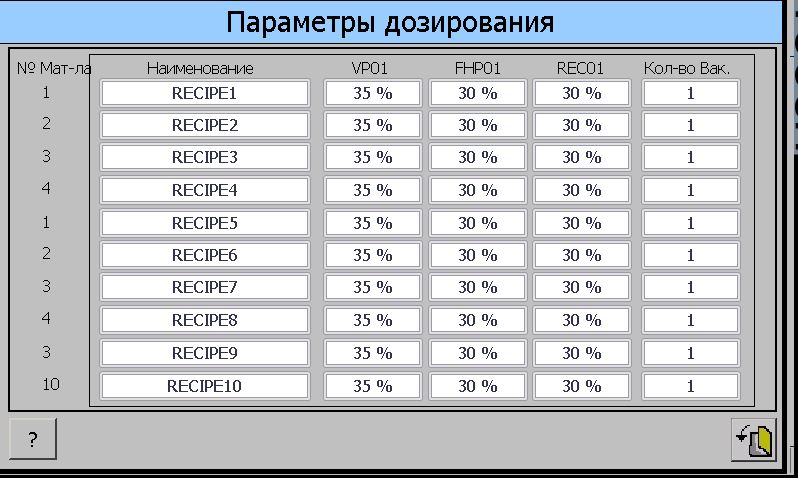 Параметры дозирования
№ Мат-ла Наименование VP01 FHP01 REC01 Кол-во Вак.
1 RECIPE1 35 % 30 % 30 % 1
2 RECIPE2 35 % 30 % 30 % 1
3 RECIPE3 35 % 30 % 30 % 1
4 RECIPE4 35 % 30 % 30 % 1
1 RECIPE5 35 % 30 % 30 % 1
2 RECIPE6 35 % 30 % 30 % 1
3 RECIPE7 35 % 30 % 30 % 1
4 RECIPE8 35 % 30 % 30 % 1
3 RECIPE9 35 % 30 % 30 % 1
10 RECIPE10 35 % 30 % 30 % 1
?